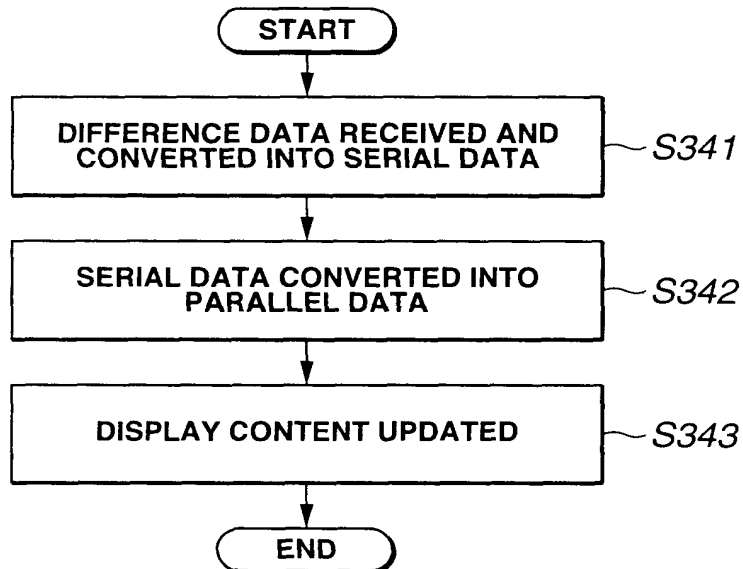 START
DIFFERENCE DATA RECEIVED AND
CONVERTED INTO SERIAL DATA
S341
SERIAL DATA CONVERTED INTO
PARALLEL DATA
S342
DISPLAY CONTENT UPDATED
S343
END